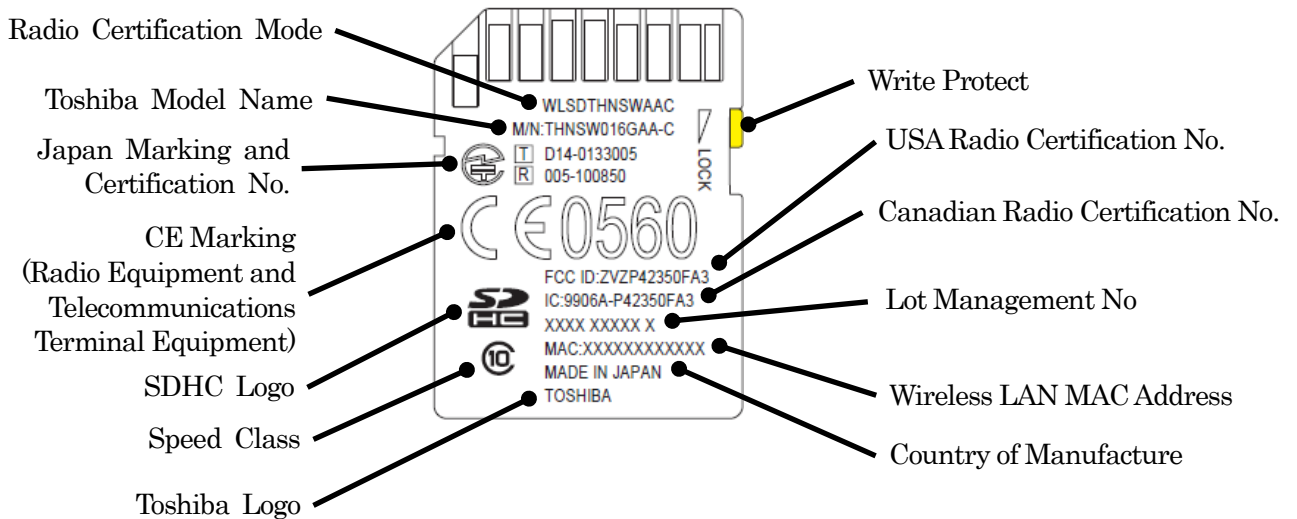 Radio Certification Mode
Toshiba Model Name
Japan Marking and
Certification No.
CE Marking
(Radio Equipment and
Telecommunications
Terminal Equipment)
SDHC Logo
Speed Class
Toshiba Logo
WLSDTHNSWAAC
M/N:THNSW016GAA-C
T D14-0133005
R 005-100850
LOCK
CE0560
FCC ID:ZVZP42350FA3
IC:9906A-P42350FA3
XXXX XXXXX X
MAC:XXXXXXXXXXXX
MADE IN JAPAN
TOSHIBA
SD
HC
10
Write Protect
USA Radio Certification No.
Canadian Radio Certification No.
Lot Management No
Wireless LAN MAC Address
Country of Manufacture